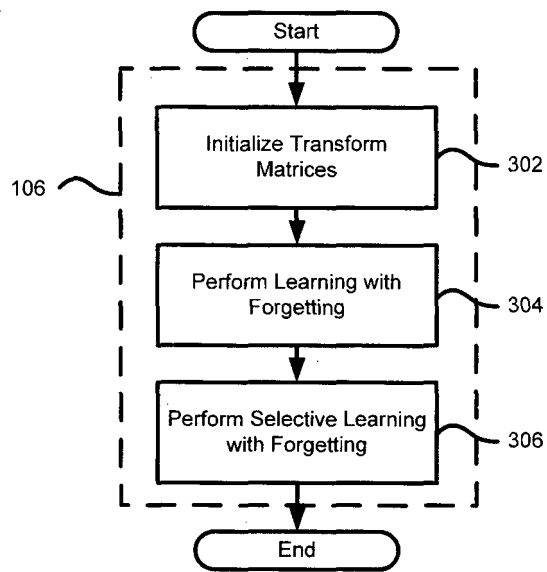 Start
Initialize Transform
Matrices
302
106
Perform Learning with
Forgetting
304
Perform Selective Learning
with Forgetting
306
End